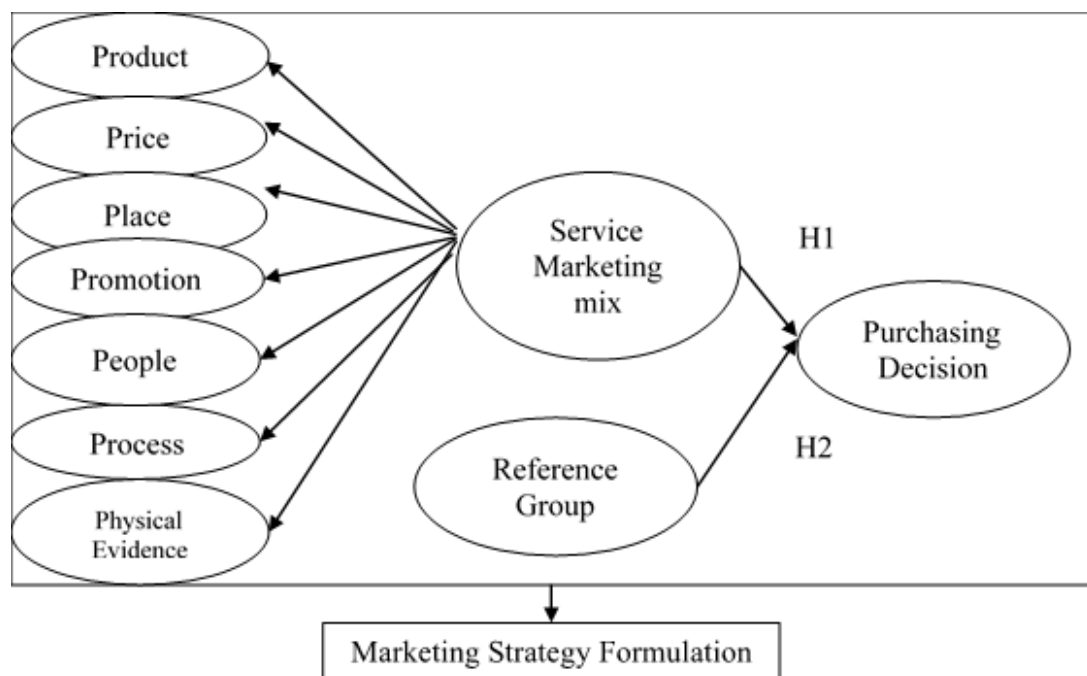 Product
Price
Place
Promotion
People
Process
Physical
Evidence
Service
Marketing
mix
Reference
Group
H1
H2
Purchasing
Decision
Marketing Strategy Formulation